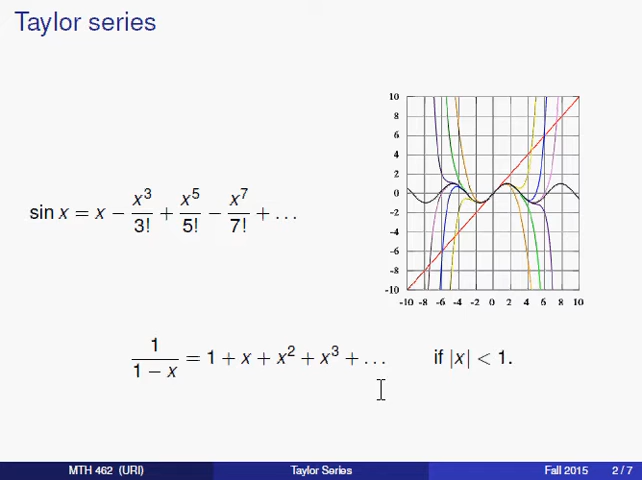 Taylor series
10
8
6
4
2
0
-2
-4
-6
-8
-10
-10 -8 -6 -4 -2 0 2 4 6 8 10
sin x = x − x³/3! + x⁵/5! − x⁷/7! + …
1/(1 − x) = 1 + x + x² + x³ + … if |x| < 1.
MTH 462 (URI) Taylor Series Fall 2015 2 / 7